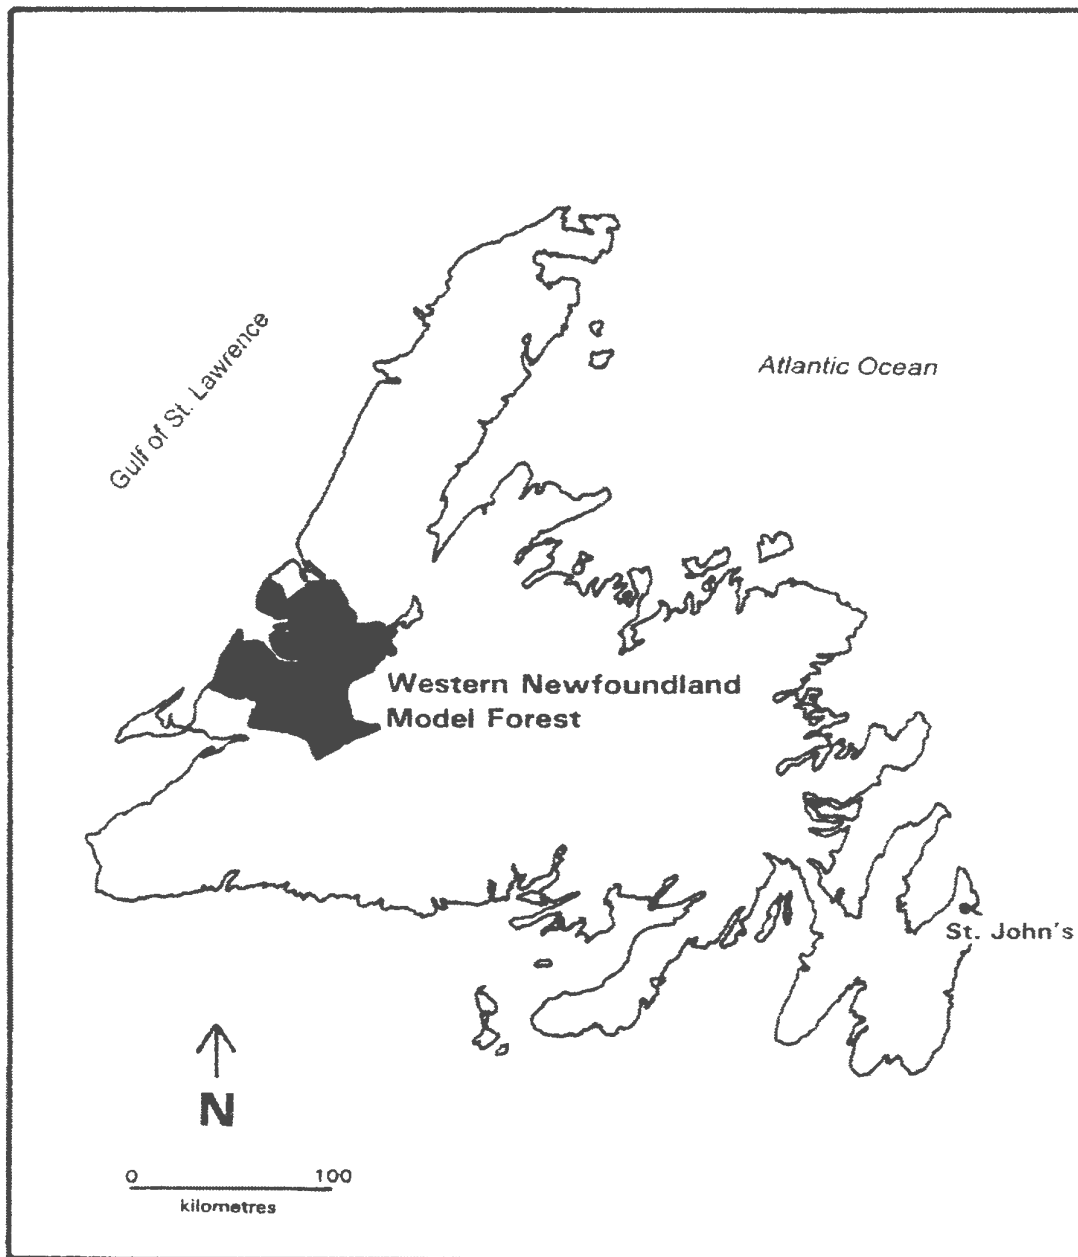 Gulf of St. Lawrence
Atlantic Ocean
Western Newfoundland
Model Forest
St. John's
N
0 100
kilometres